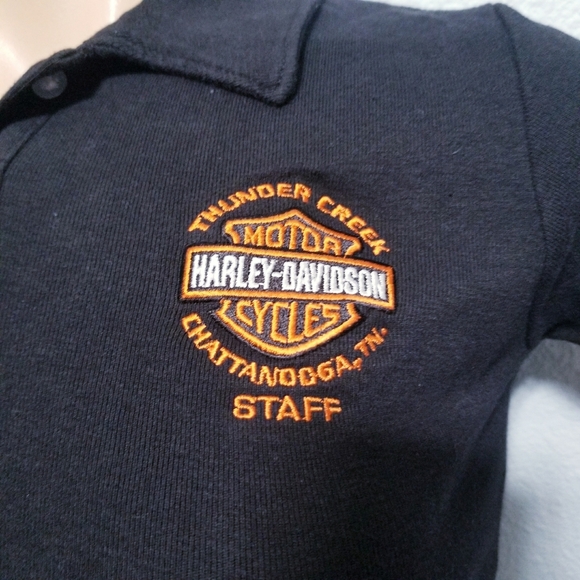 THUNDER CREEK
MOTOR
HARLEY-DAVIDSON
CYCLES
CHATTANOOGA, TN.
STAFF